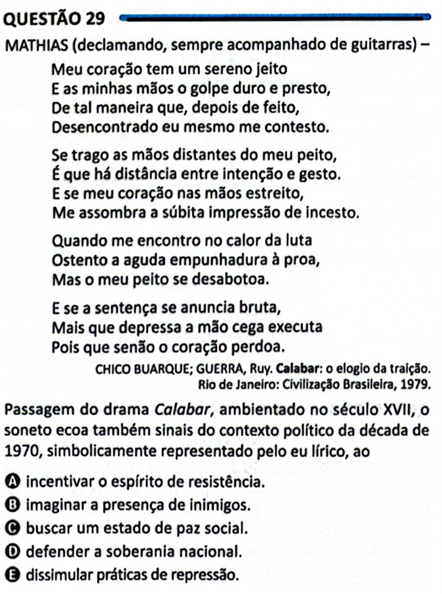 QUESTÃO 29
MATHIAS (declamando, sempre acompanhado de guitarras) –
Meu coração tem um sereno jeito
E as minhas mãos o golpe duro e presto,
De tal maneira que, depois de feito,
Desencontrado eu mesmo me contesto.
Se trago as mãos distantes do meu peito,
É que há distância entre intenção e gesto.
E se meu coração nas mãos estreito,
Me assombra a súbita impressão de incesto.
Quando me encontro no calor da luta
Ostento a aguda empunhadura à proa,
Mas o meu peito se desabotoa.
E se a sentença se anuncia bruta,
Mais que depressa a mão cega executa
Pois que senão o coração perdoa.
CHICO BUARQUE; GUERRA, Ruy. Calabar: o elogio da traição.
Rio de Janeiro: Civilização Brasileira, 1979.
Passagem do drama Calabar, ambientado no século XVII, o
soneto ecoa também sinais do contexto político da década de
1970, simbolicamente representado pelo eu lírico, ao
A incentivar o espírito de resistência.
B imaginar a presença de inimigos.
C buscar um estado de paz social.
D defender a soberania nacional.
E dissimular práticas de repressão.